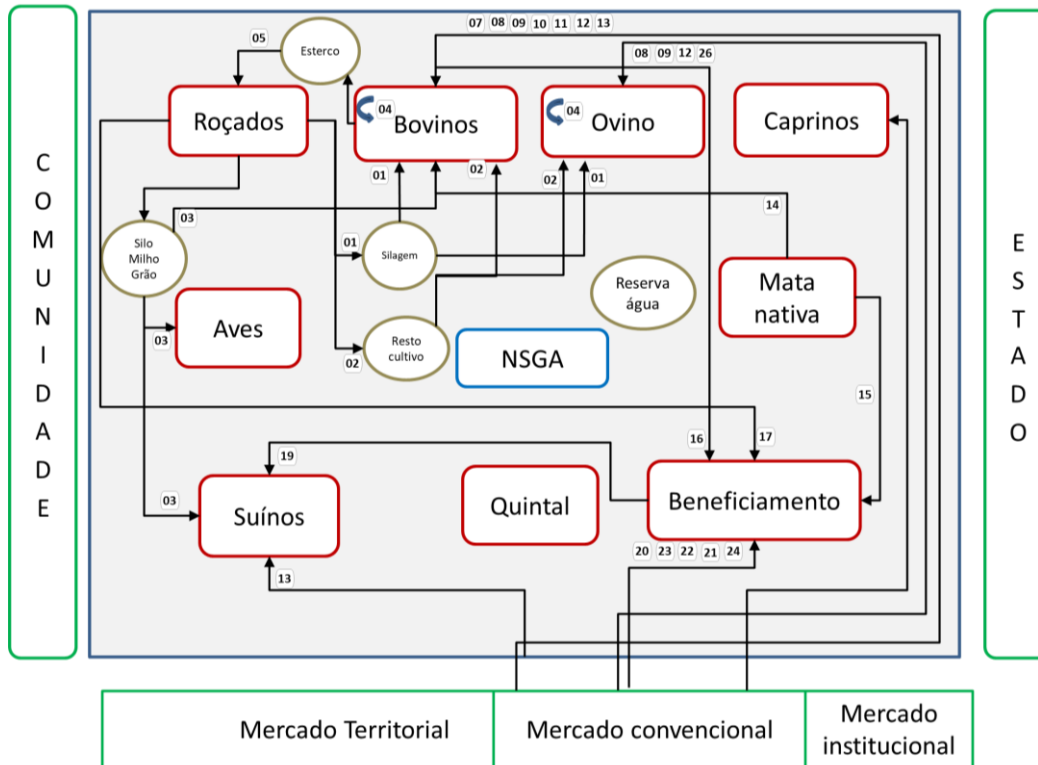 COMUNIDADE
07 08 09 10 11 12 13
05
Esterco
08 09 12 26
Roçados
04
Bovinos
04
Ovino
Caprinos
01
02
02
01
14
03
01
Silo
Milho
Grão
Silagem
Reserva
água
Mata
nativa
Aves
03
02
Resto
cultivo
NSGA
15
16
17
19
03
Suínos
Quintal
Beneficiamento
20 23 22 21 24
13
ESTADO
Mercado Territorial
Mercado convencional
Mercado
institucional